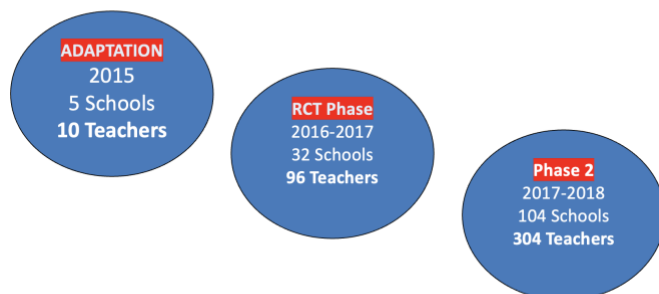 ADAPTATION
2015
5 Schools
10 Teachers
RCT Phase
2016-2017
32 Schools
96 Teachers
Phase 2
2017-2018
104 Schools
304 Teachers